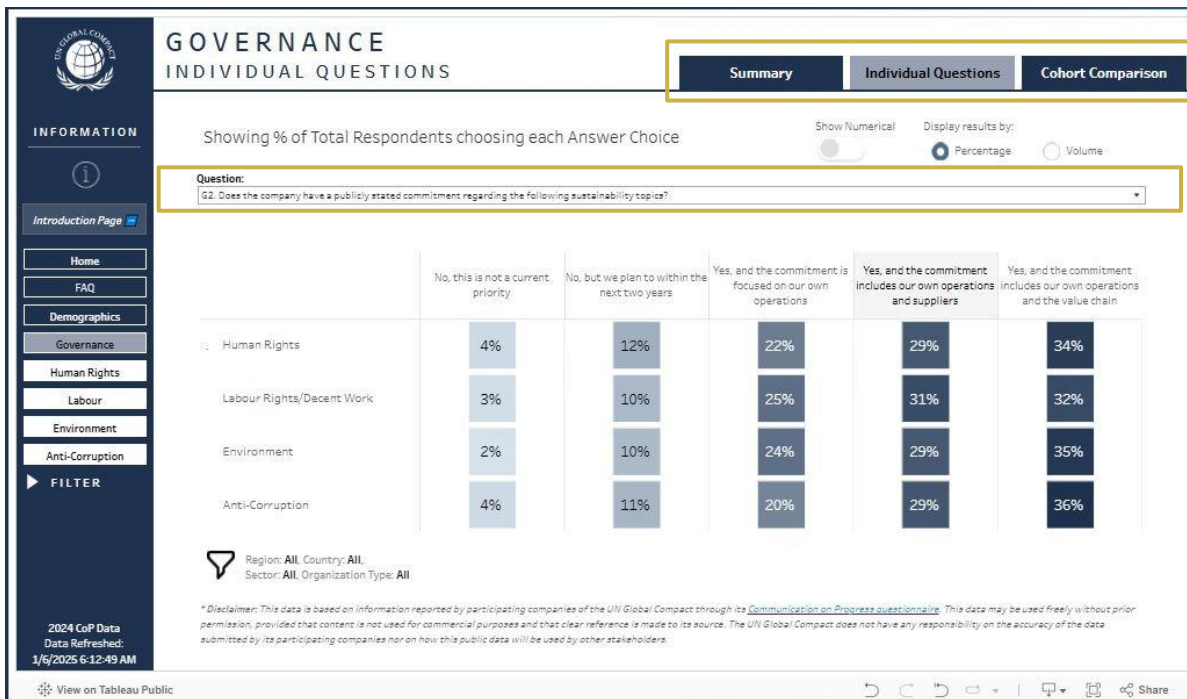 UN GLOBAL COMPACT
GOVERNANCE
INDIVIDUAL QUESTIONS
Summary
Individual Questions
Cohort Comparison
INFORMATION
i
Introduction Page
Home
FAQ
Demographics
Governance
Human Rights
Labour
Environment
Anti-Corruption
FILTER
2024 CoP Data
Data Refreshed:
1/6/2025 6:12:49 AM
Showing % of Total Respondents choosing each Answer Choice
Show Numerical
Display results by:
Percentage
Volume
Question:
G2. Does the company have a publicly stated commitment regarding the following sustainability topics?
No, this is not a current
priority
No, but we plan to within the
next two years
Yes, and the commitment is
focused on our own
operations
Yes, and the commitment
includes our own operations
and suppliers
Yes, and the commitment
includes our own operations
and the value chain
Human Rights 4% 12% 22% 29% 34%
Labour Rights/Decent Work 3% 10% 25% 31% 32%
Environment 2% 10% 24% 29% 35%
Anti-Corruption 4% 11% 20% 29% 36%
Region: All, Country: All,
Sector: All, Organization Type: All
* Disclaimer: This data is based on information reported by participating companies of the UN Global Compact through its Communication on Progress questionnaire. This data may be used freely without prior
permission, provided that content is not used for commercial purposes and that clear reference is made to its source. The UN Global Compact does not have any responsibility on the accuracy of the data
submitted by its participating companies nor on how this public data will be used by other stakeholders.
View on Tableau Public
Share